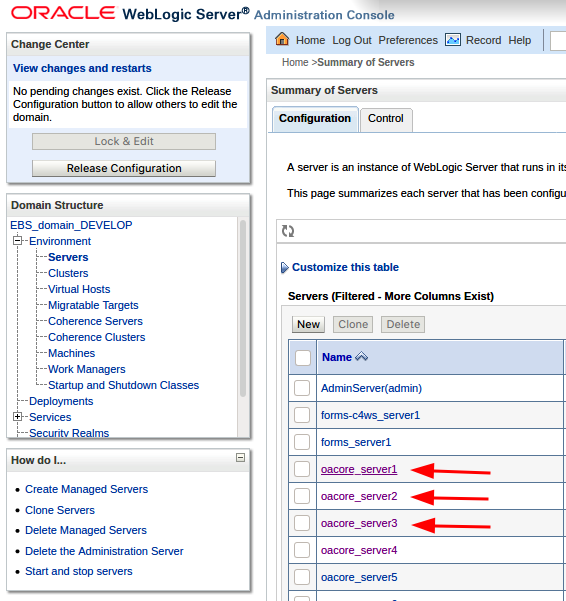 ORACLE WebLogic Server® Administration Console
Change Center
View changes and restarts
No pending changes exist. Click the Release
Configuration button to allow others to edit the
domain.
Lock & Edit
Release Configuration
Domain Structure
EBS_domain_DEVELOP
Environment
Servers
Clusters
Virtual Hosts
Migratable Targets
Coherence Servers
Coherence Clusters
Machines
Work Managers
Startup and Shutdown Classes
Deployments
Services
Security Realms
How do I...
Create Managed Servers
Clone Servers
Delete Managed Servers
Delete the Administration Server
Start and stop servers
Home Log Out Preferences Record Help
Home >Summary of Servers
Summary of Servers
Configuration Control
A server is an instance of WebLogic Server that runs in its
This page summarizes each server that has been configu
Customize this table
Servers (Filtered - More Columns Exist)
New Clone Delete
Name
AdminServer(admin)
forms-c4ws_server1
forms_server1
oacore_server1
oacore_server2
oacore_server3
oacore_server4
oacore_server5